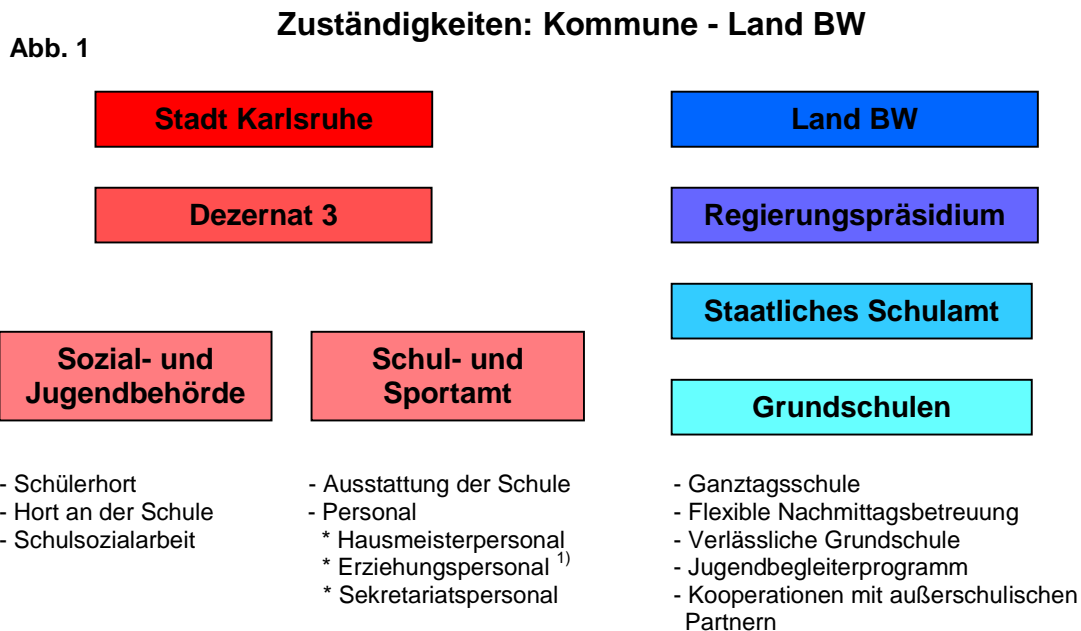 Zuständigkeiten: Kommune - Land BW
Abb. 1
Stadt Karlsruhe
Land BW
Dezernat 3
Regierungspräsidium
Staatliches Schulamt
Sozial- und
Jugendbehörde
Schul- und
Sportamt
Grundschulen
- Schülerhort
- Hort an der Schule
- Schulsozialarbeit
- Ausstattung der Schule
- Personal
* Hausmeisterpersonal
* Erziehungspersonal 1)
* Sekretariatspersonal
- Ganztagsschule
- Flexible Nachmittagsbetreuung
- Verlässliche Grundschule
- Jugendbegleiterprogramm
- Kooperationen mit außerschulischen
Partnern